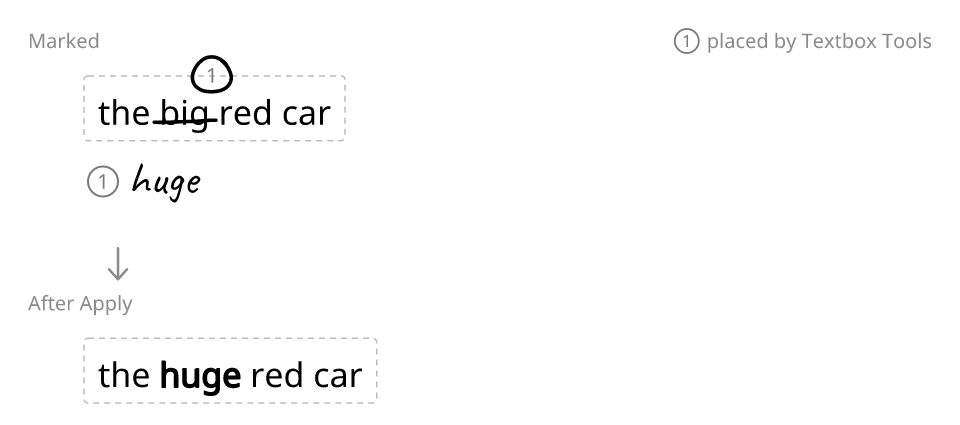 Marked
① placed by Textbox Tools
1
the big red car
① huge
After Apply
the huge red car